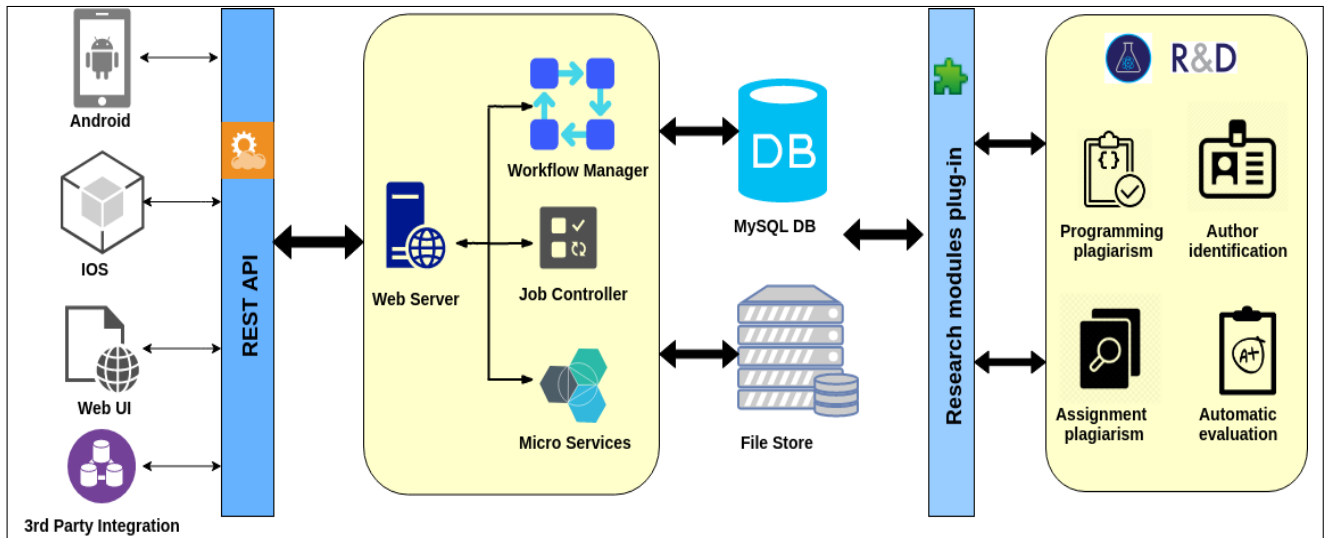 Android
IOS
Web UI
3rd Party Integration
REST API
Web Server
Workflow Manager
Job Controller
Micro Services
DB
MySQL DB
File Store
Research modules plug-in
R&D
{}
Programming
plagiarism
Author
identification
Assignment
plagiarism
A+
Automatic
evaluation